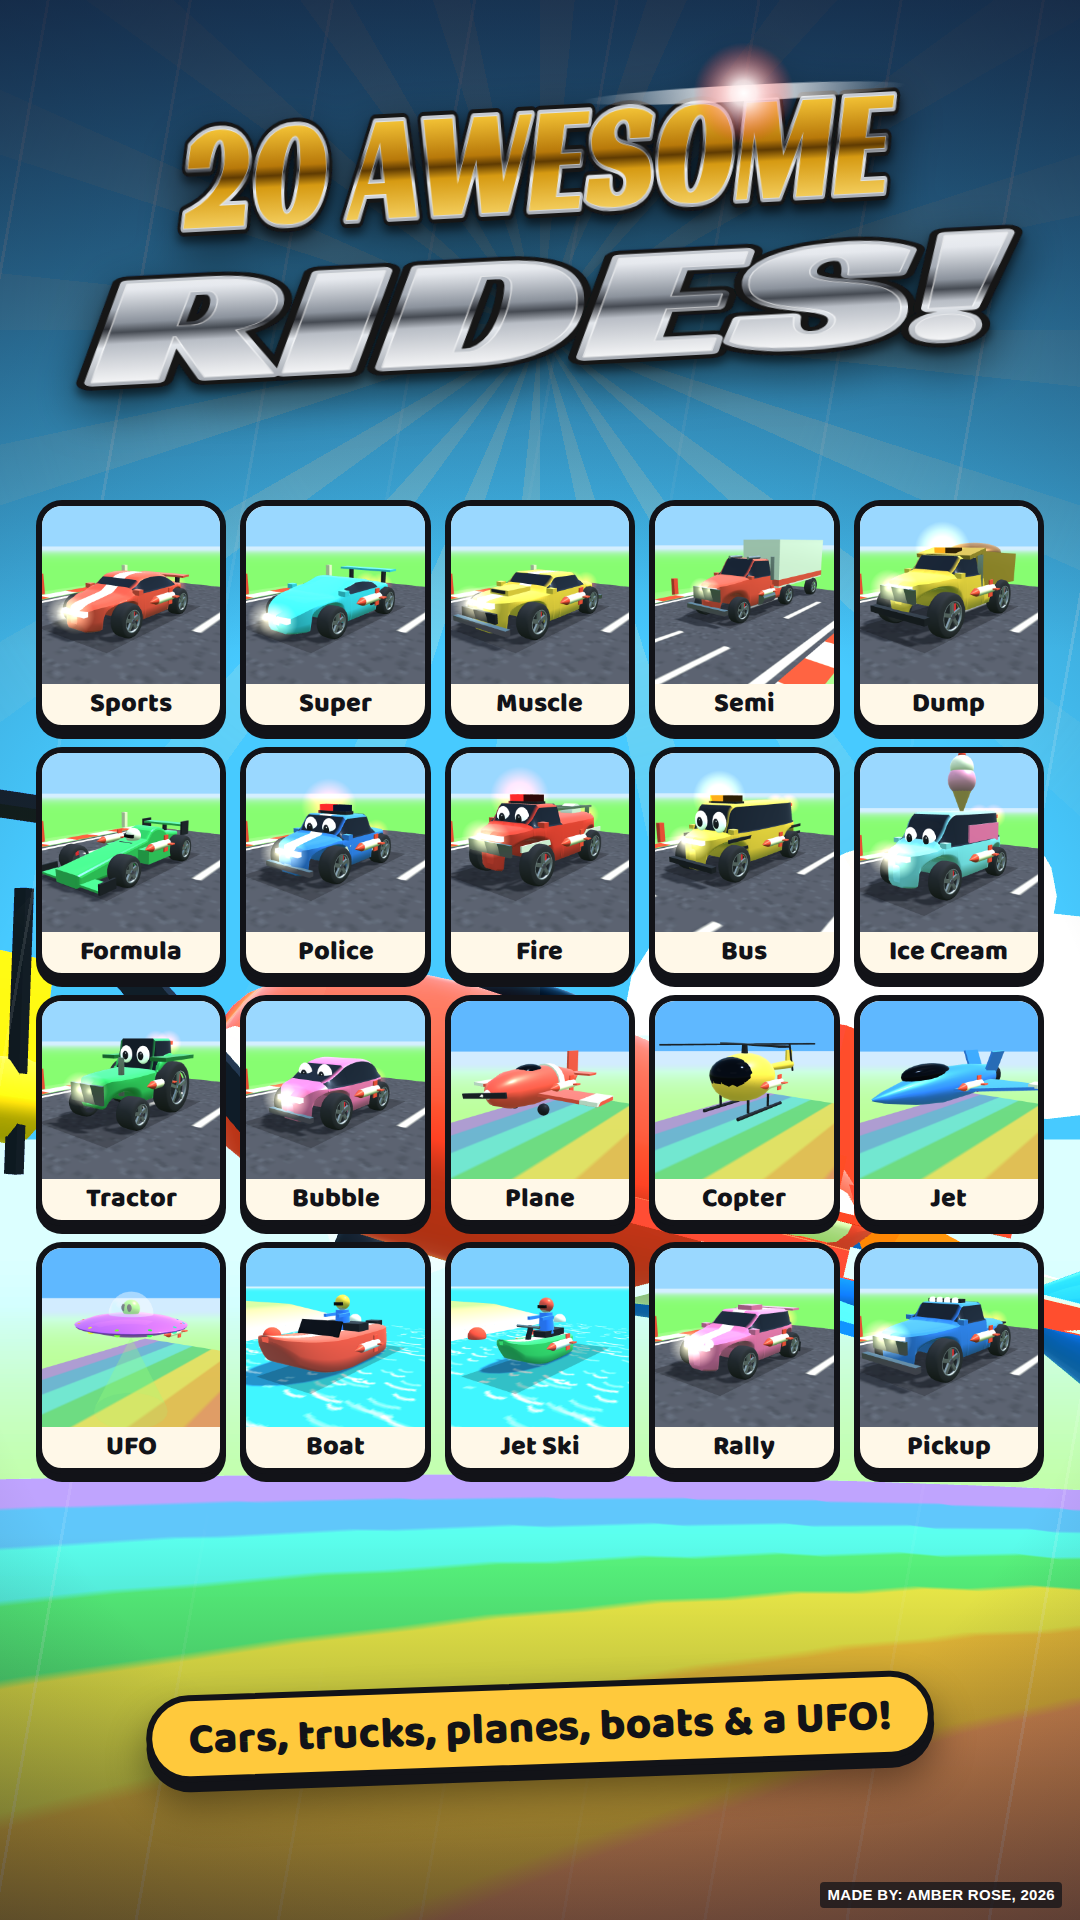 20 AWESOME
RIDES!
Sports
Super
Muscle
Semi
Dump
Formula
Police
Fire
Bus
Ice Cream
Tractor
Bubble
Plane
Copter
Jet
UFO
Boat
Jet Ski
Rally
Pickup
Cars, trucks, planes, boats & a UFO!
MADE BY: AMBER ROSE, 2026